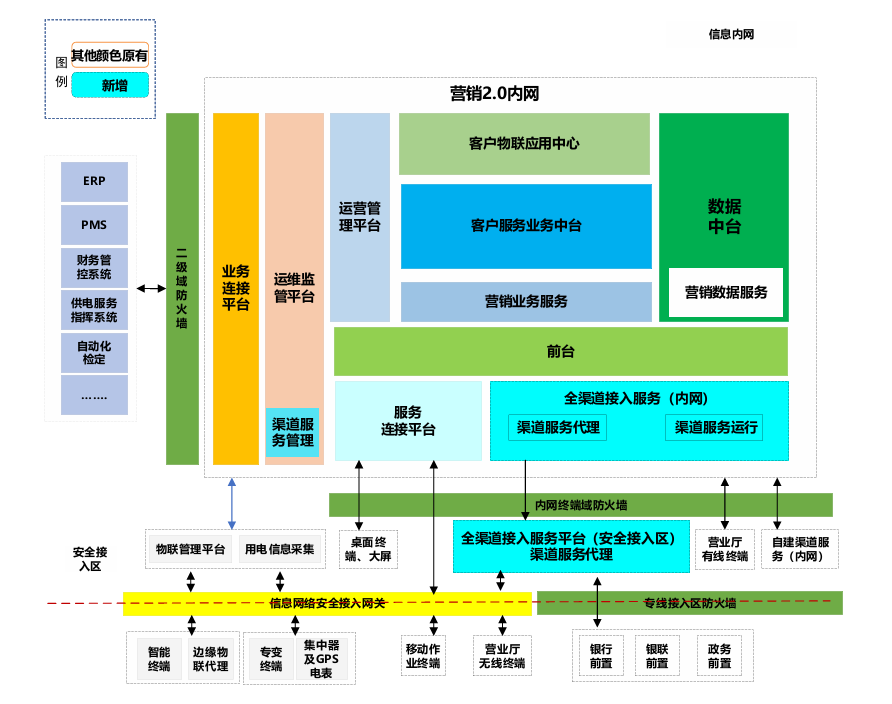 信息内网
图
例
其他颜色原有
新增
营销2.0内网
ERP
PMS
财务管
控系统
供电服务
指挥系统
自动化
检定
.......
二级域防火墙
业务
连接
平台
运维监
管平台
渠道服
务管理
运营管
理平台
客户物联应用中心
客户服务业务中台
营销业务服务
数据
中台
营销数据服务
前台
服务
连接平台
全渠道接入服务（内网）
渠道服务代理
渠道服务运行
内网终端域防火墙
安全接
入区
物联管理平台
用电信息采集
桌面终
端、大屏
全渠道接入服务平台（安全接入区）
渠道服务代理
营业厅
有线终端
自建渠道服
务（内网）
信息网络安全接入网关
专线接入区防火墙
智能
终端
边缘物
联代理
专变
终端
集中器
及GPS
电表
移动作
业终端
营业厅
无线终端
银行
前置
银联
前置
政务
前置